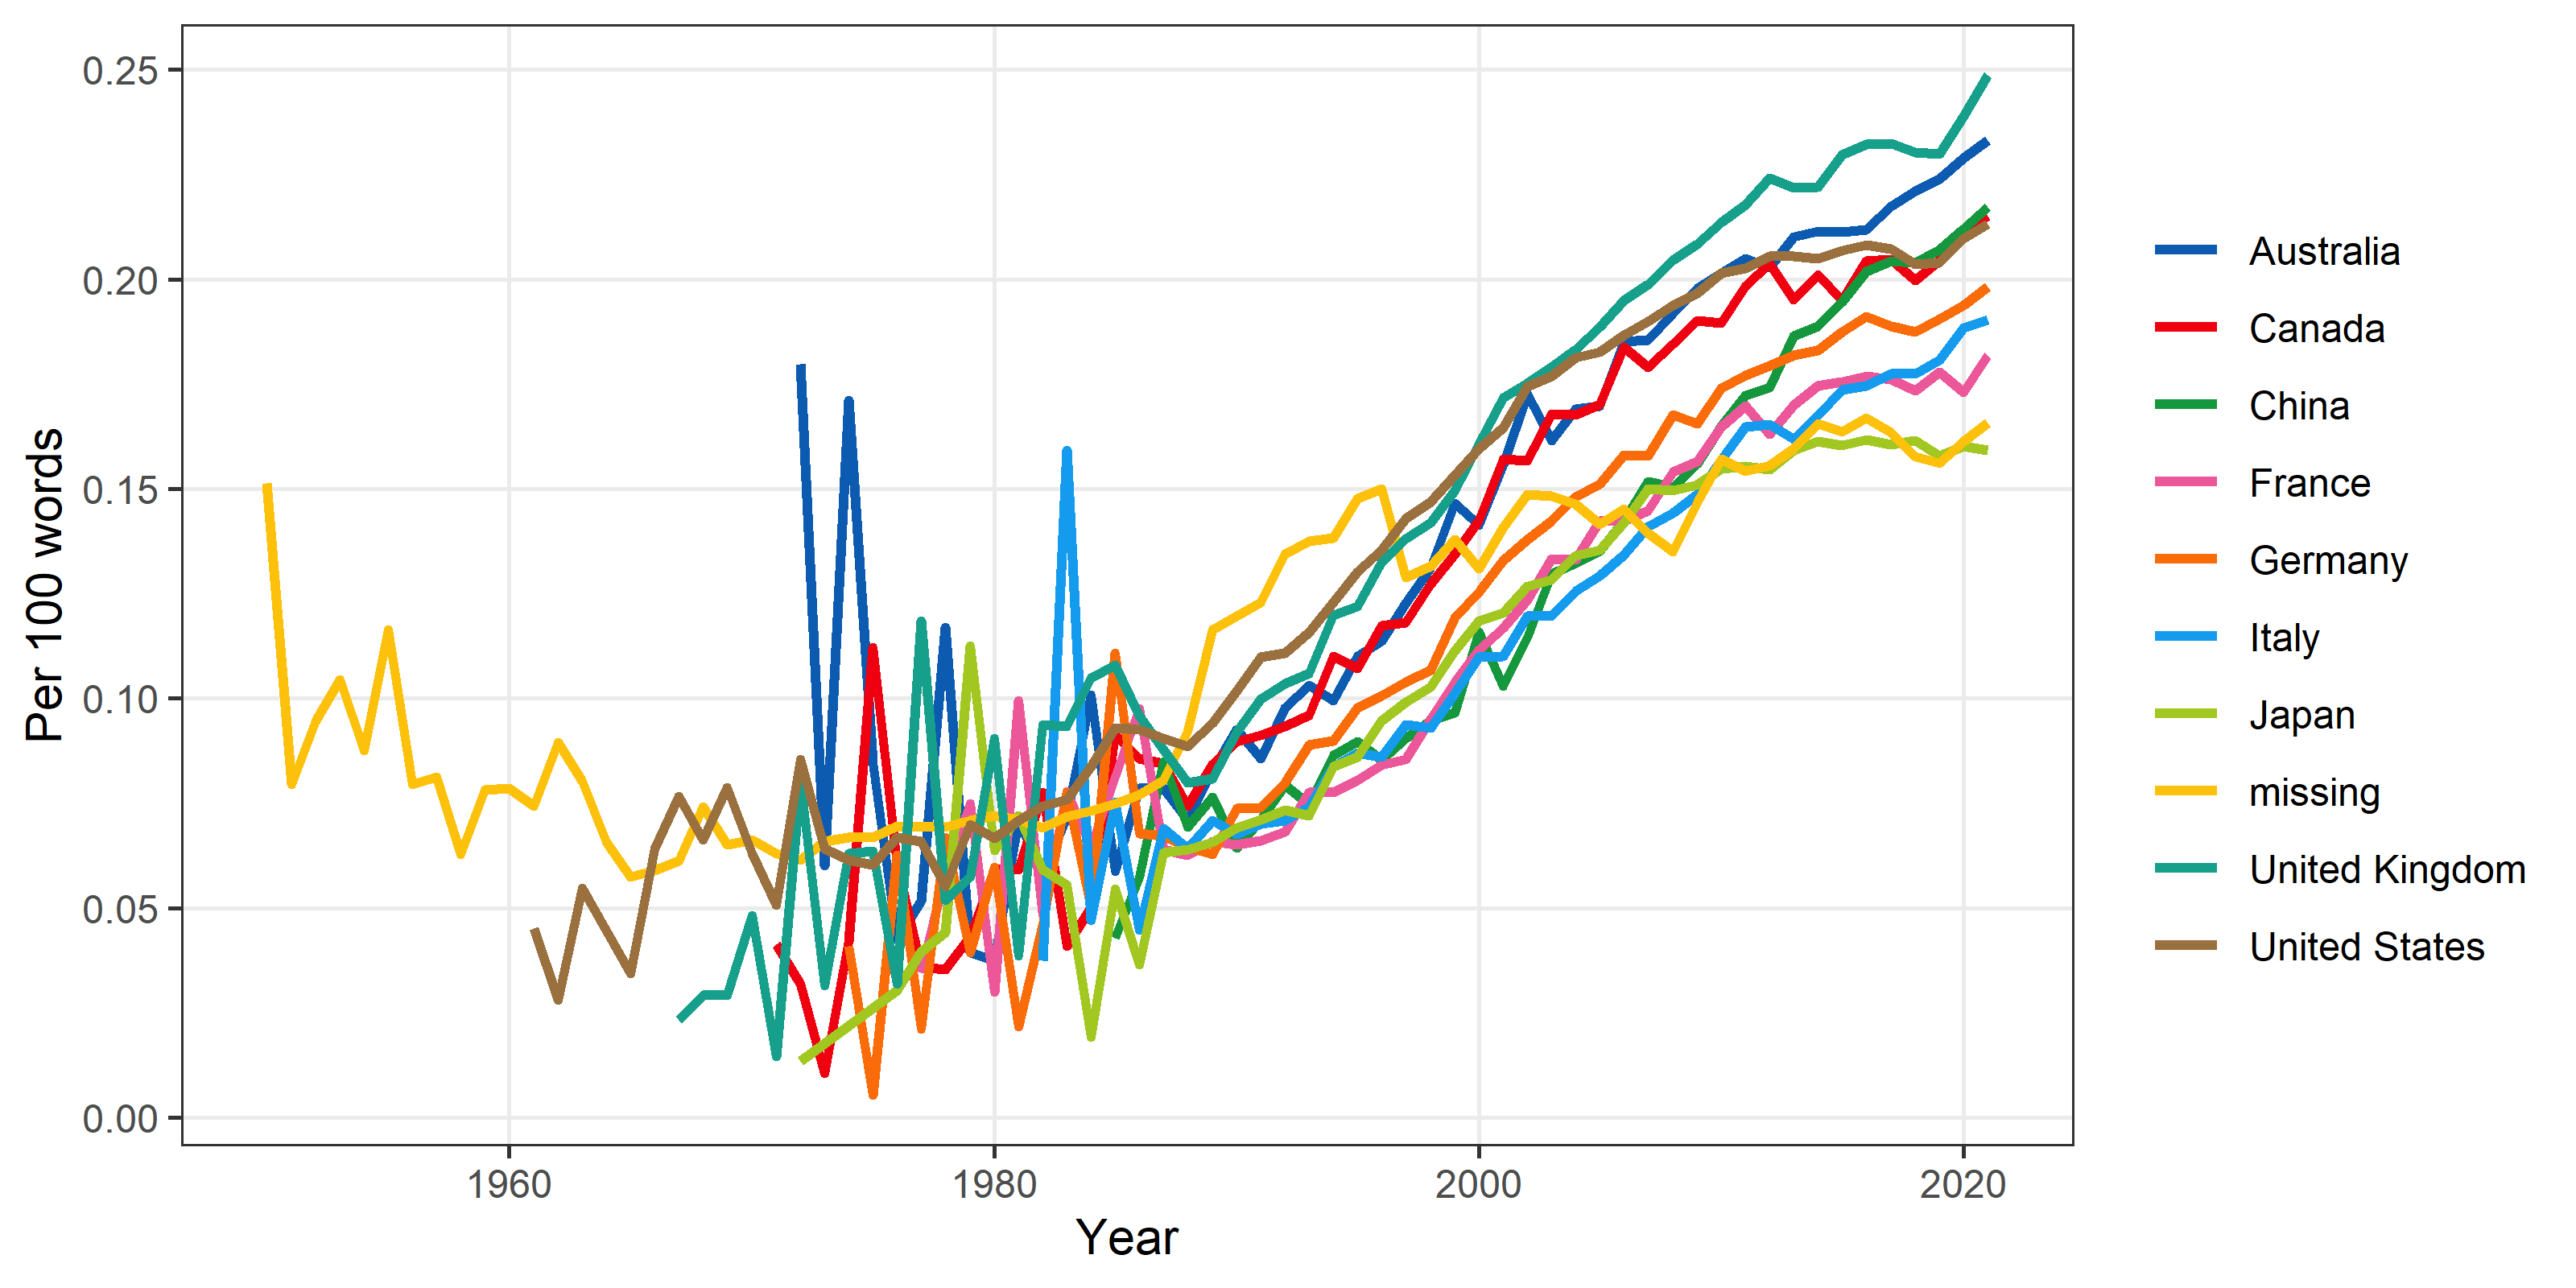 0.25
0.20
0.15
0.10
0.05
0.00
Per 100 words
1960
1980
2000
2020
Year
Australia
Canada
China
France
Germany
Italy
Japan
missing
United Kingdom
United States